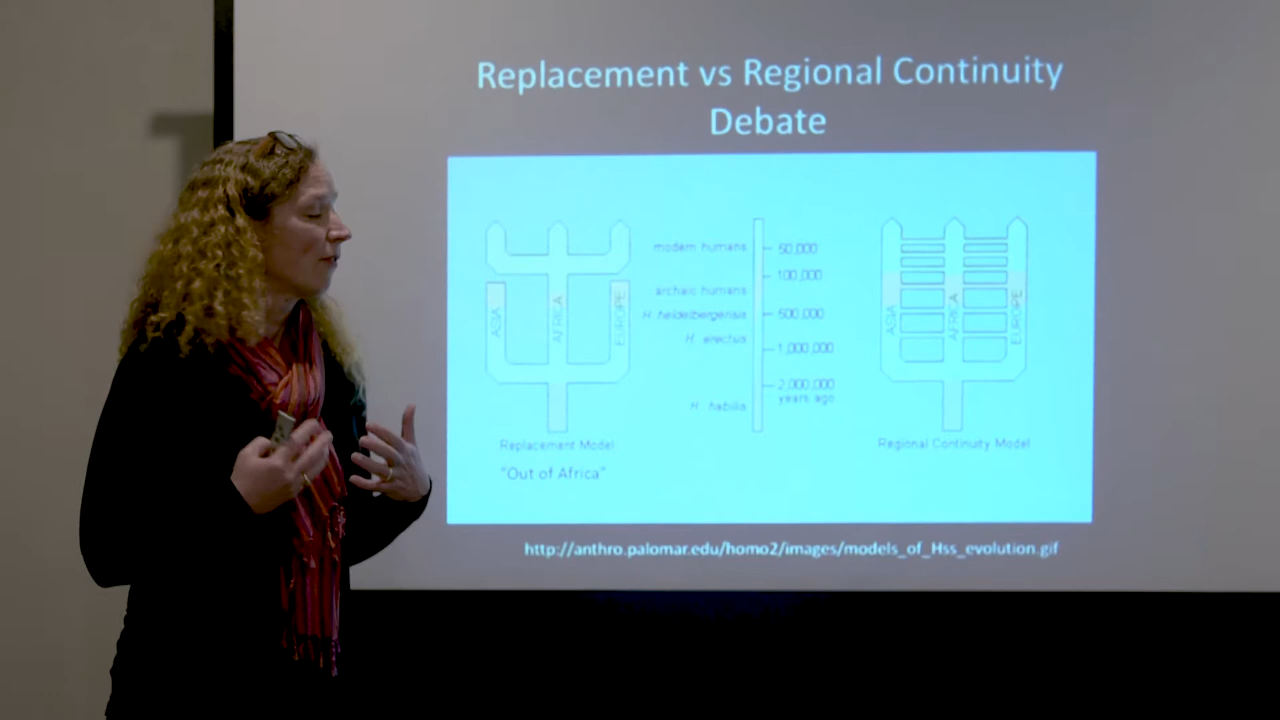 Replacement vs Regional Continuity
Debate
ASIA
AFRICA
EUROPE
Replacement Model
"Out of Africa"
modern humans
archaic humans
H. heidelbergensis
H. erectus
H. habilis
50,000
100,000
500,000
1,000,000
2,000,000
years ago
ASIA
AFRICA
EUROPE
Regional Continuity Model
http://anthro.palomar.edu/homo2/images/models_of_Hss_evolution.gif